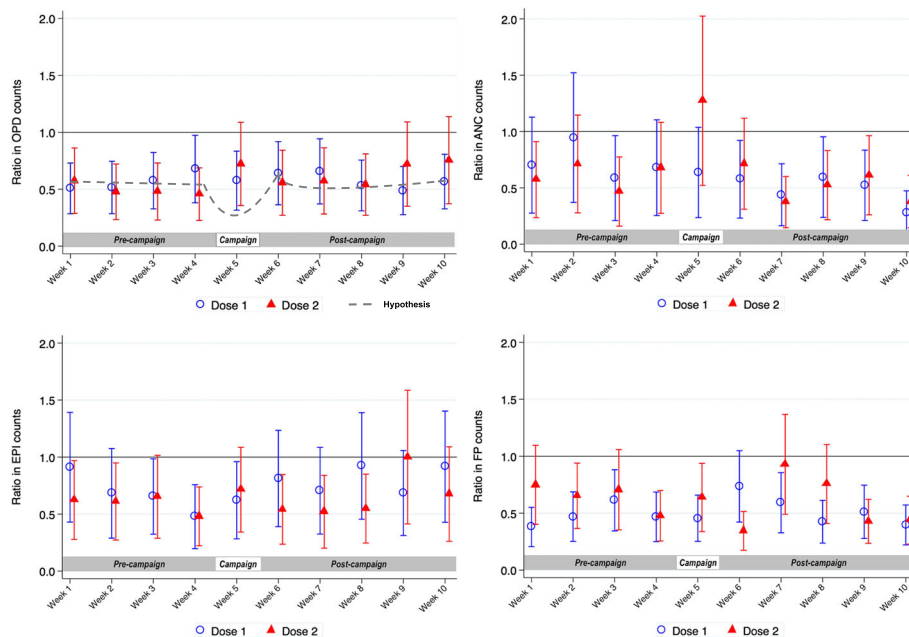 Ratio in OPD counts
2.0
1.5
1.0
0.5
0.0
Pre-campaign Campaign Post-campaign
Week 1 Week 2 Week 3 Week 4 Week 5 Week 6 Week 7 Week 8 Week 9 Week 10
Dose 1 Dose 2 Hypothesis
Ratio in ANC counts
2.0
1.5
1.0
0.5
0.0
Pre-campaign Campaign Post-campaign
Week 1 Week 2 Week 3 Week 4 Week 5 Week 6 Week 7 Week 8 Week 9 Week 10
Dose 1 Dose 2
Ratio in EPI counts
2.0
1.5
1.0
0.5
0.0
Pre-campaign Campaign Post-campaign
Week 1 Week 2 Week 3 Week 4 Week 5 Week 6 Week 7 Week 8 Week 9 Week 10
Dose 1 Dose 2
Ratio in FP counts
2.0
1.5
1.0
0.5
0.0
Pre-campaign Campaign Post-campaign
Week 1 Week 2 Week 3 Week 4 Week 5 Week 6 Week 7 Week 8 Week 9 Week 10
Dose 1 Dose 2